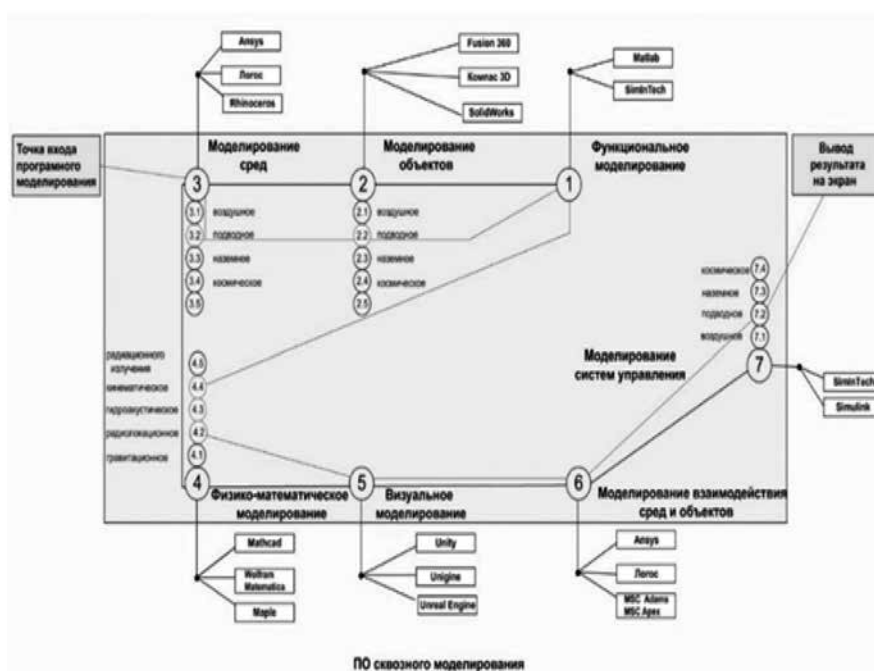 Ansys
Логос
Rhinoceros
Fusion 360
Компас 3D
SolidWorks
Matlab
SimInTech
Точка входа
програмного
моделирования
Моделирование
сред
Моделирование
объектов
Функциональное
моделирование
Вывод
результата
на экран
3
2
1
3.1 воздушное
3.2 подводное
3.3 наземное
3.4 космическое
3.5
2.1 воздушное
2.2 подводное
2.3 наземное
2.4 космическое
2.5
космическое 7.4
наземное 7.3
подводное 7.2
воздушное 7.1
7
Моделирование
систем управления
SimInTech
Simulink
радиационного
излучения 4.5
кинематическое 4.4
гидроакустическое 4.3
радиолокационное 4.2
гравитационное 4.1
4
5
6
Физико-математическое
моделирование
Визуальное
моделирование
Моделирование взаимодействия
сред и объектов
Mathcad
Wolfram
Matematica
Maple
Unity
Unigine
Unreal Engine
Ansys
Логос
MSC Adams
MSC Apex
ПО сквозного моделирования